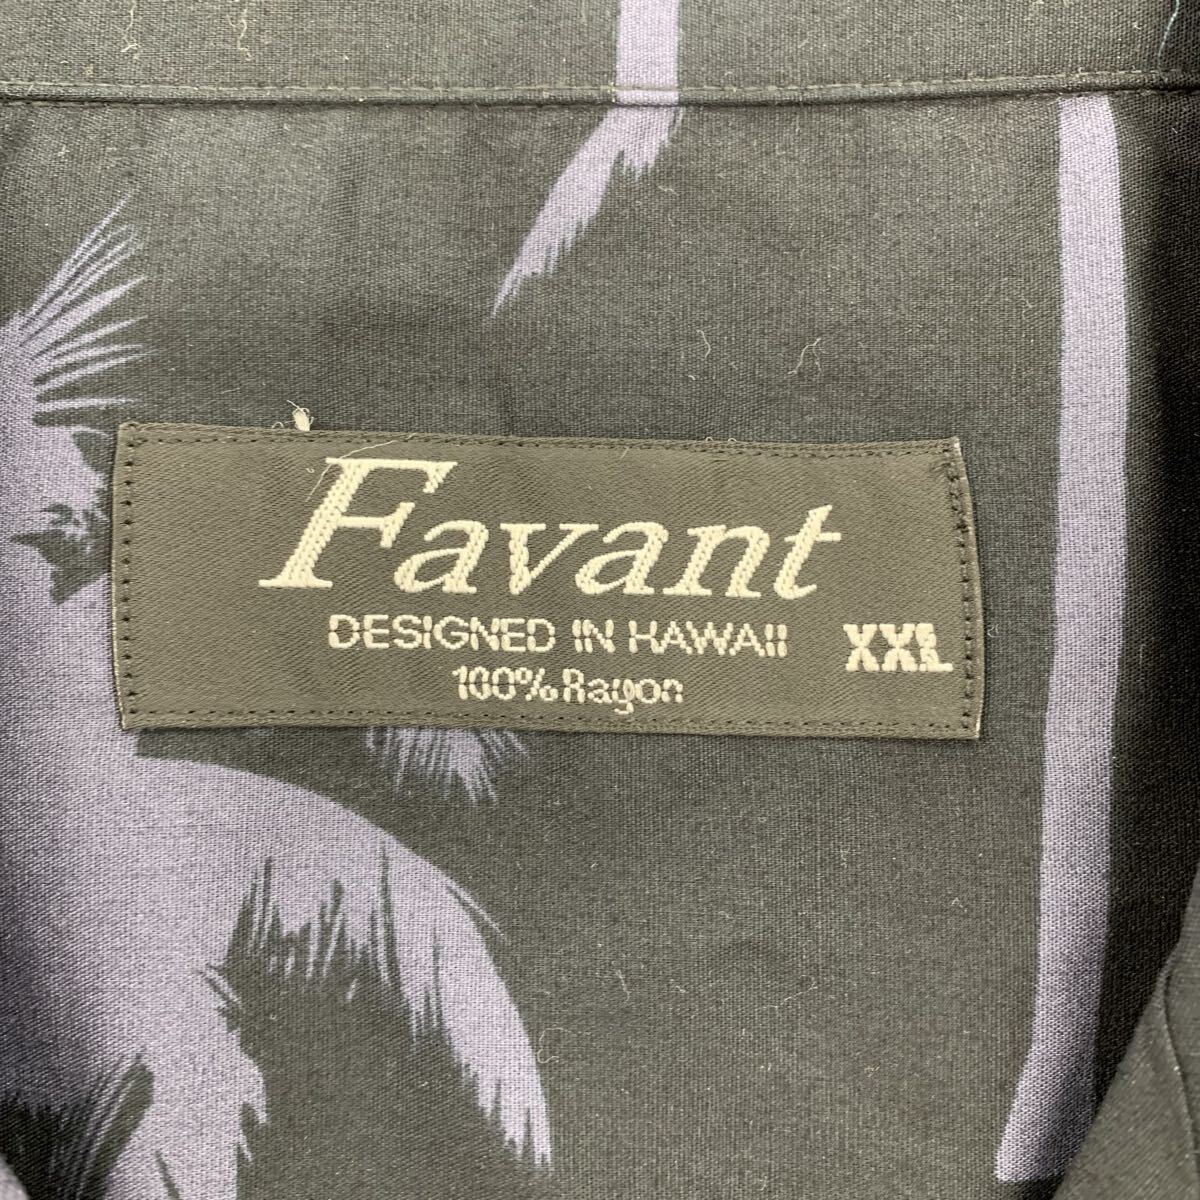 Favant
DESIGNED IN HAWAII XXL
100% Rayon